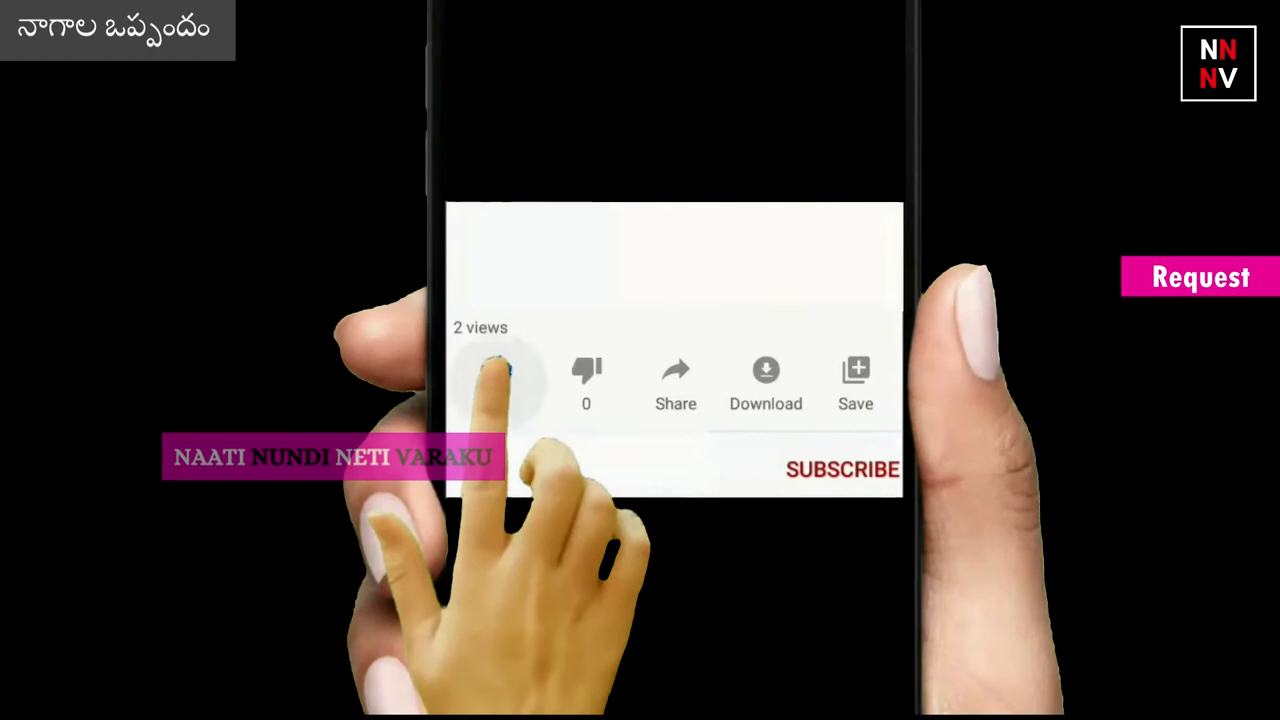 నాగాల ఒప్పందం
NN
NV
Request
2 views
0
Share
Download
Save
NAATI NUNDI NETI VARAKU
SUBSCRIBE